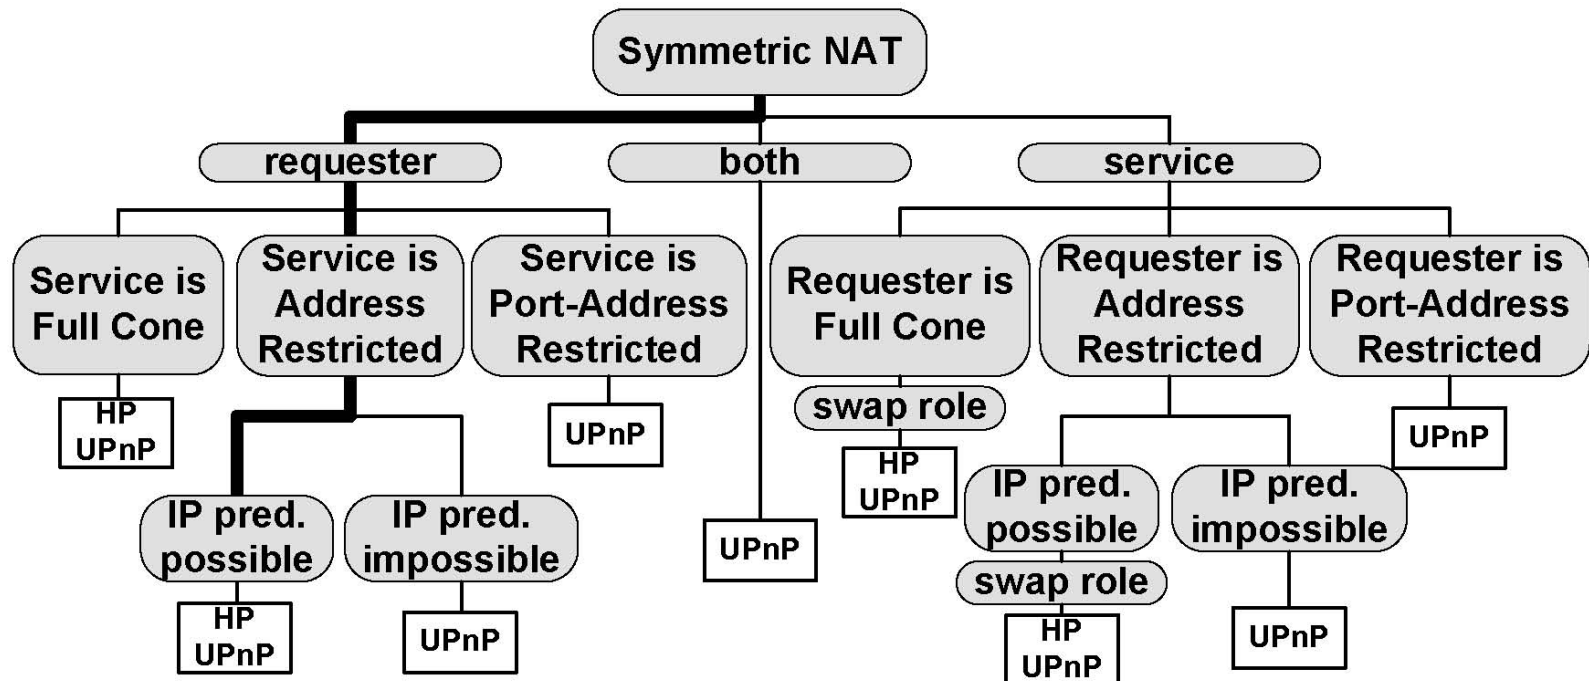 Symmetric NAT
requester
both
service
Service is
Full Cone
Service is
Address
Restricted
Service is
Port-Address
Restricted
Requester is
Full Cone
Requester is
Address
Restricted
Requester is
Port-Address
Restricted
HP
UPnP
UPnP
swap role
HP
UPnP
UPnP
IP pred.
possible
IP pred.
impossible
UPnP
IP pred.
possible
IP pred.
impossible
swap role
HP
UPnP
UPnP
HP
UPnP
UPnP